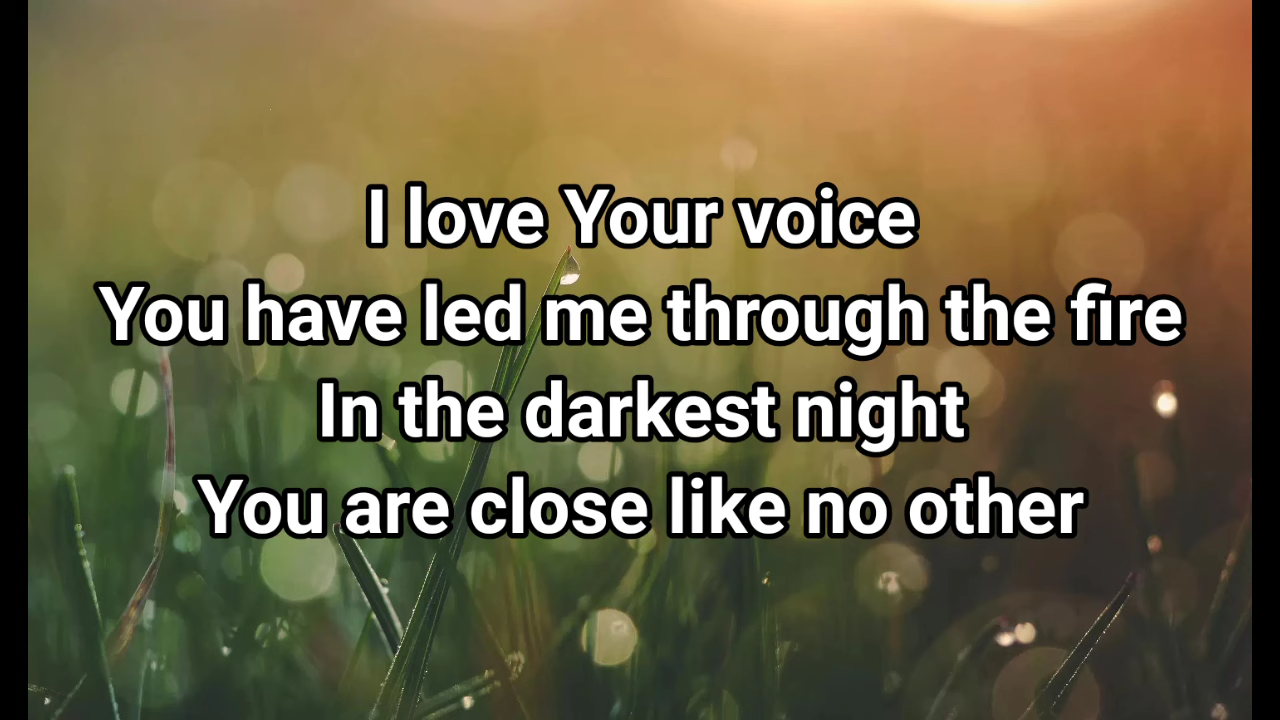 I love Your voice
You have led me through the fire
In the darkest night
You are close like no other